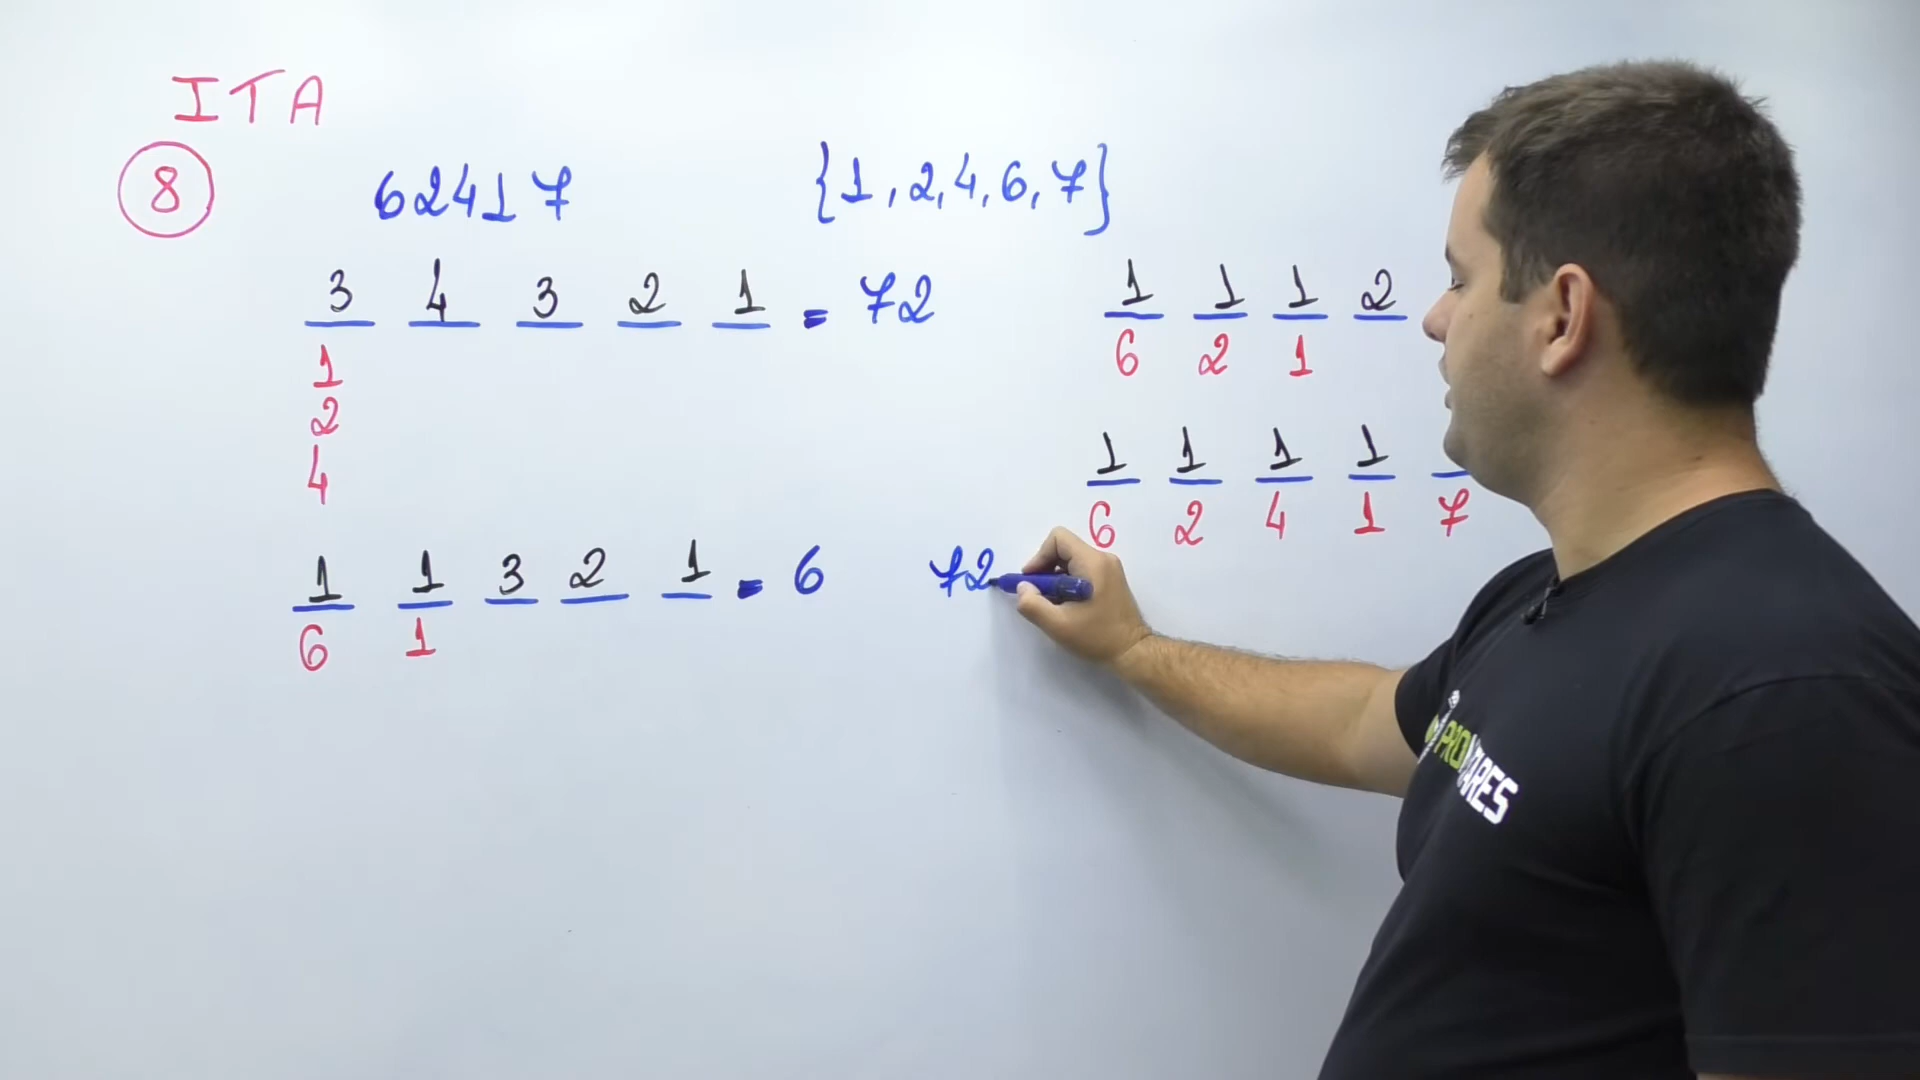 ITA
8
62417
{1, 2, 4, 6, 7}
3 4 3 2 1 = 72
1
2
4
1 1 3 2 1 = 6
6 1
1 1 1 2
6 2 1
1 1 1 1
6 2 4 1 7
72